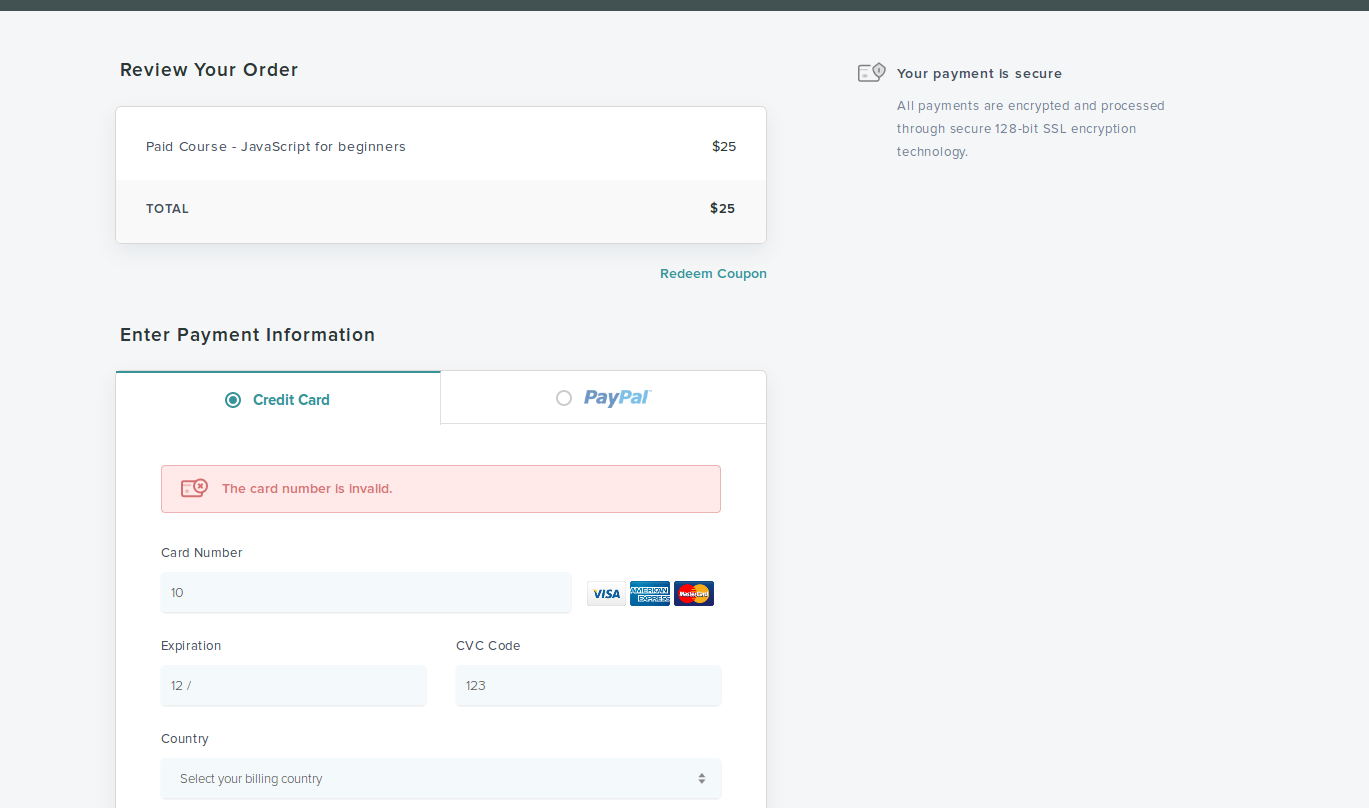 Review Your Order
Paid Course - JavaScript for beginners $25
TOTAL $25
Redeem Coupon
Your payment is secure
All payments are encrypted and processed
through secure 128-bit SSL encryption
technology.
Enter Payment Information
Credit Card
PayPal™
The card number is invalid.
Card Number
10
VISA
AMERICAN
EXPRESS
MasterCard
Expiration CVC Code
12 / 123
Country
Select your billing country